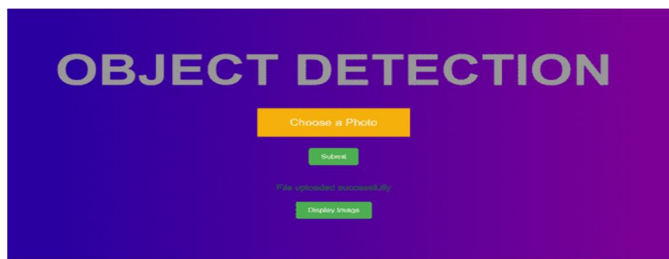 OBJECT DETECTION
Choose a Photo
Submit
File uploaded successfully
Display Image